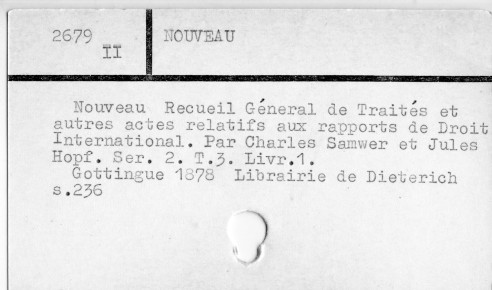 2679 NOUVEAU
II
Nouveau Recueil Géneral de Traités et
autres actes relatifs aux rapports de Droit
International. Par Charles Samwer et Jules
Hopf. Ser. 2. T.3. Livr.1.
Gottingue 1878 Librairie de Dieterich
s.236